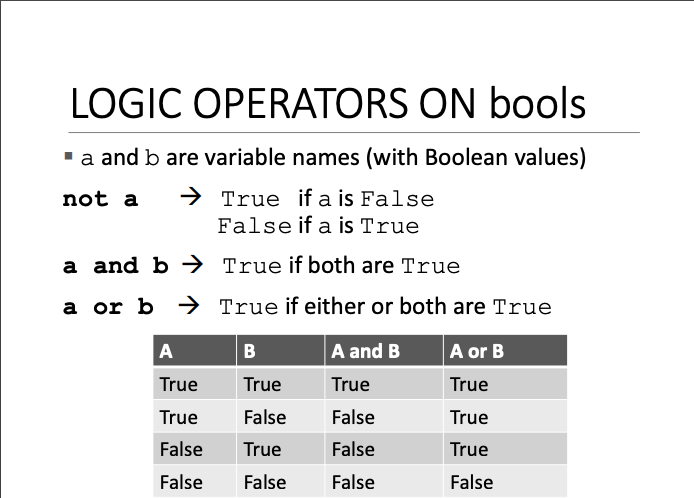 LOGIC OPERATORS ON bools
▪ a and b are variable names (with Boolean values)
not a → True if a is False
False if a is True
a and b → True if both are True
a or b → True if either or both are True
A B A and B A or B
True True True True
True False False True
False True False True
False False False False